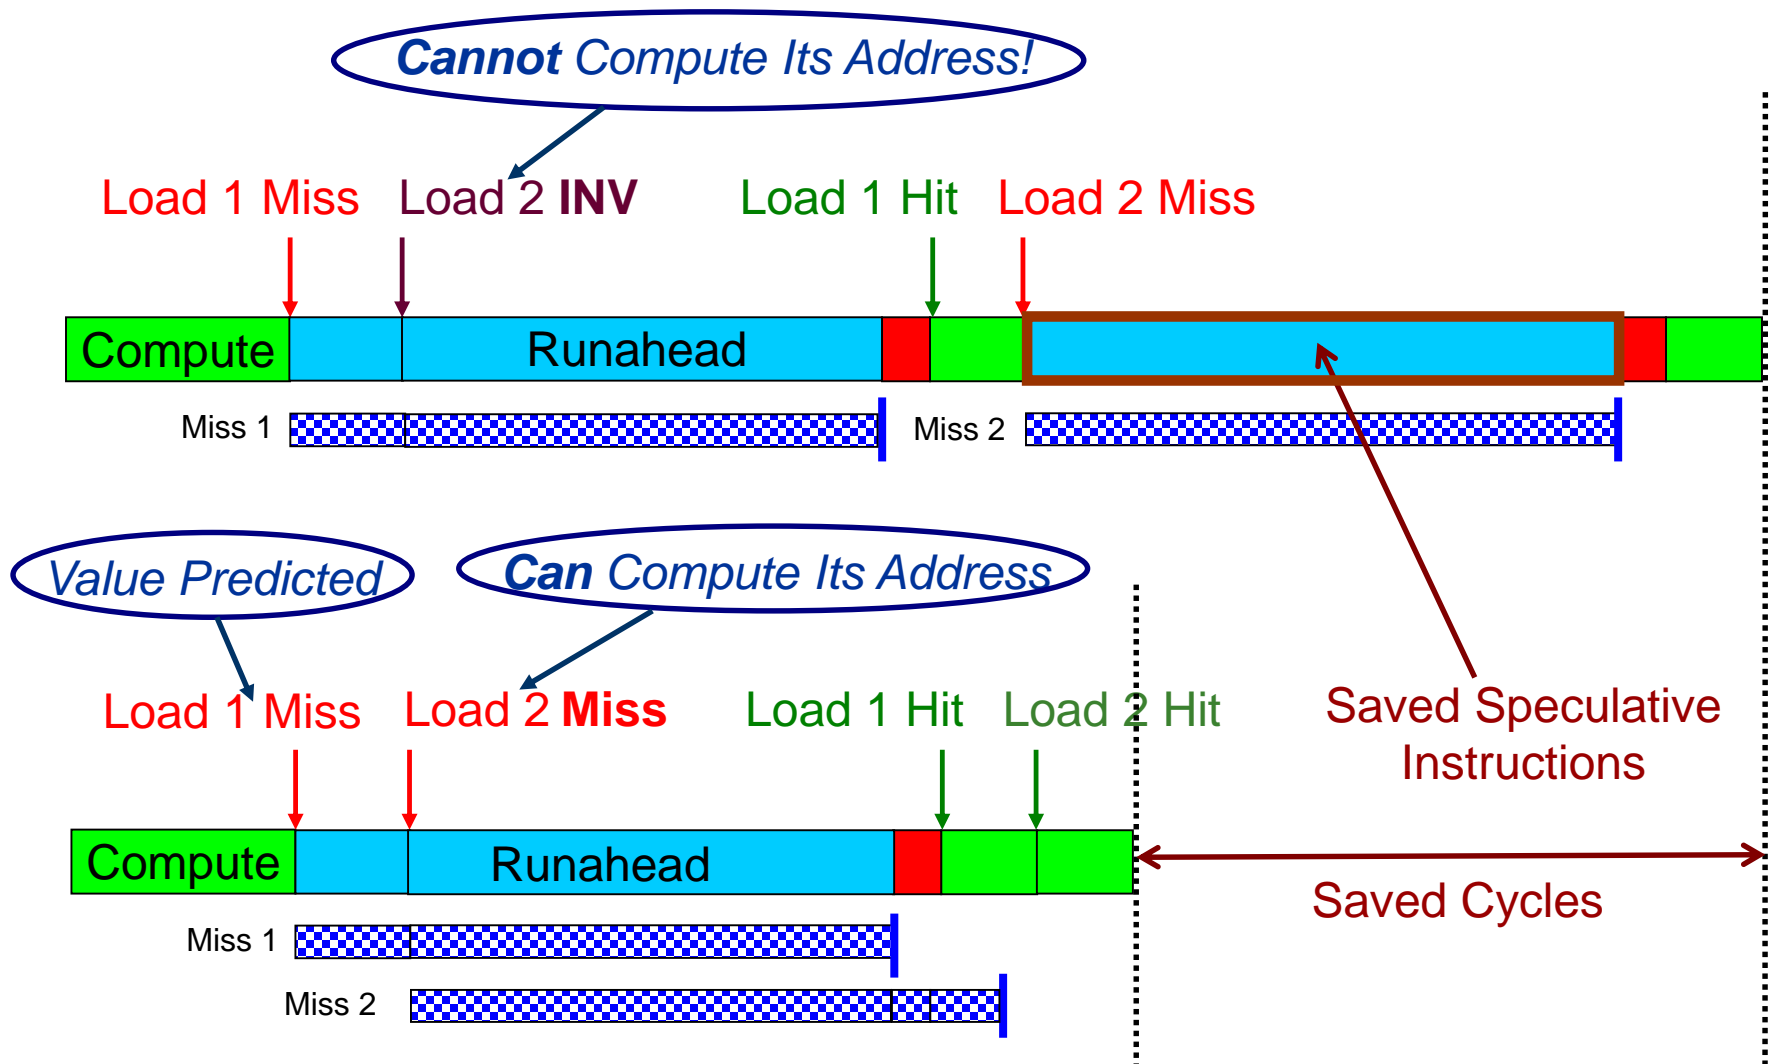 Cannot Compute Its Address!
Load 1 Miss
Load 2 INV
Load 1 Hit
Load 2 Miss
Compute
Runahead
Miss 1
Miss 2
Value Predicted
Can Compute Its Address
Load 1 Miss
Load 2 Miss
Load 1 Hit
Load 2 Hit
Saved Speculative
Instructions
Compute
Runahead
Saved Cycles
Miss 1
Miss 2